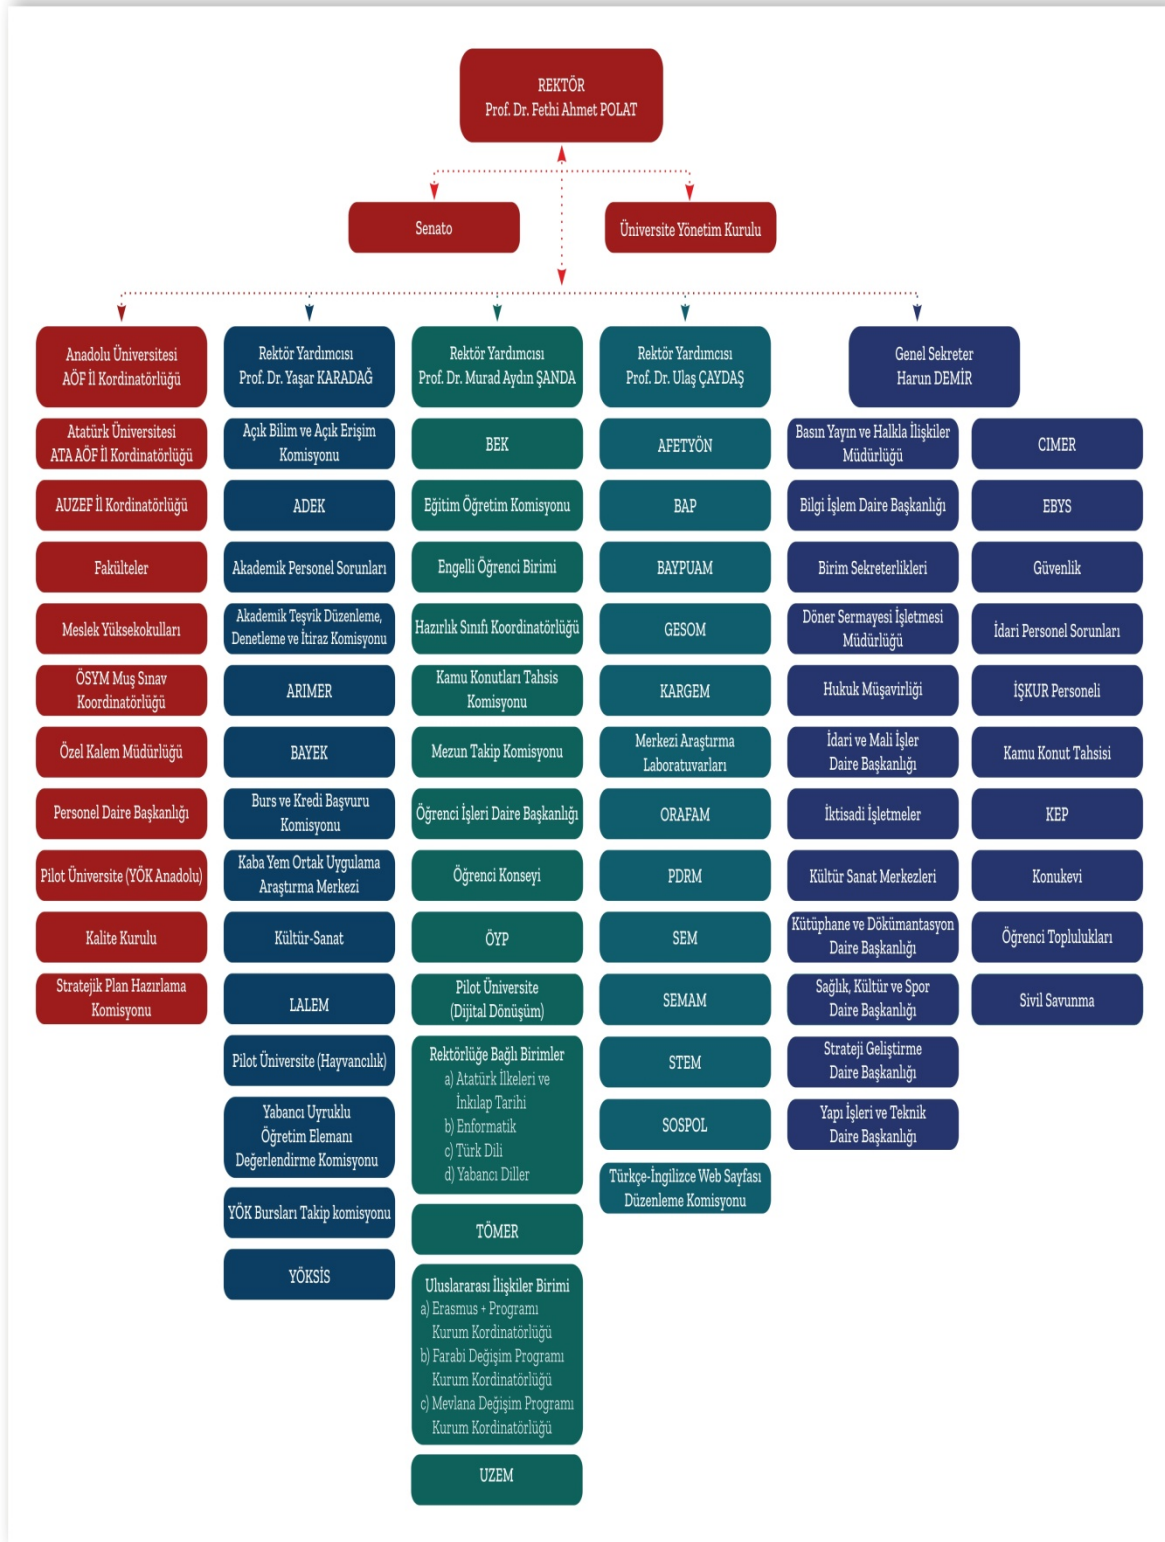 REKTÖR
Prof. Dr. Fethi Ahmet POLAT
Senato
Üniversite Yönetim Kurulu
Anadolu Üniversitesi
AÖF İl Kordinatörlüğü
Atatürk Üniversitesi
ATA AÖF İl Kordinatörlüğü
AUZEF İl Kordinatörlüğü
Fakülteler
Meslek Yüksekokulları
ÖSYM Muş Sınav
Koordinatörlüğü
Özel Kalem Müdürlüğü
Personel Daire Başkanlığı
Pilot Üniversite (YÖK Anadolu)
Kalite Kurulu
Stratejik Plan Hazırlama
Komisyonu
Rektör Yardımcısı
Prof. Dr. Yaşar KARADAĞ
Açık Bilim ve Açık Erişim
Komisyonu
ADEK
Akademik Personel Sorunları
Akademik Teşvik Düzenleme,
Denetleme ve İtiraz Komisyonu
ARIMER
BAYEK
Burs ve Kredi Başvuru
Komisyonu
Kaba Yem Ortak Uygulama
Araştırma Merkezi
Kültür-Sanat
LALEM
Pilot Üniversite (Hayvancılık)
Yabancı Uyruklu
Öğretim Elemanı
Değerlendirme Komisyonu
YÖK Bursları Takip komisyonu
YÖKSİS
Rektör Yardımcısı
Prof. Dr. Murad Aydın ŞANDA
BEK
Eğitim Öğretim Komisyonu
Engelli Öğrenci Birimi
Hazırlık Sınıfı Koordinatörlüğü
Kamu Konutları Tahsis
Komisyonu
Mezun Takip Komisyonu
Öğrenci İşleri Daire Başkanlığı
Öğrenci Konseyi
ÖYP
Pilot Üniversite
(Dijital Dönüşüm)
Rektörlüğe Bağlı Birimler
a) Atatürk İlkeleri ve
İnkılap Tarihi
b) Enformatik
c) Türk Dili
d) Yabancı Diller
TÖMER
Uluslararası İlişkiler Birimi
a) Erasmus + Programı
Kurum Kordinatörlüğü
b) Farabi Değişim Programı
Kurum Kordinatörlüğü
c) Mevlana Değişim Programı
Kurum Kordinatörlüğü
UZEM
Rektör Yardımcısı
Prof. Dr. Ulaş ÇAYDAŞ
AFETYÖN
BAP
BAYPUAM
GESOM
KARGEM
Merkezi Araştırma
Laboratuvarları
ORAFAM
PDRM
SEM
SEMAM
STEM
SOSPOL
Türkçe-İngilizce Web Sayfası
Düzenleme Komisyonu
Genel Sekreter
Harun DEMİR
Basın Yayın ve Halkla İlişkiler
Müdürlüğü
Bilgi İşlem Daire Başkanlığı
Birim Sekreterlikleri
Döner Sermayesi İşletmesi
Müdürlüğü
Hukuk Müşavirliği
İdari ve Mali İşler
Daire Başkanlığı
İktisadi İşletmeler
Kültür Sanat Merkezleri
Kütüphane ve Dökümantasyon
Daire Başkanlığı
Sağlık, Kültür ve Spor
Daire Başkanlığı
Strateji Geliştirme
Daire Başkanlığı
Yapı İşleri ve Teknik
Daire Başkanlığı
CIMER
EBYS
Güvenlik
İdari Personel Sorunları
İŞKUR Personeli
Kamu Konut Tahsisi
KEP
Konukevi
Öğrenci Toplulukları
Sivil Savunma